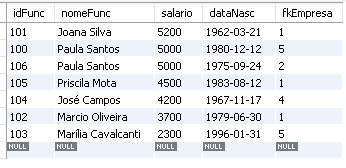 idFunc nomeFunc salario dataNasc fkEmpresa
101 Joana Silva 5200 1962-03-21 1
100 Paula Santos 5000 1980-12-12 5
106 Paula Santos 5000 1975-09-24 2
105 Priscila Mota 4500 1983-08-12 1
104 José Campos 4200 1967-11-17 4
102 Marcio Oliveira 3700 1979-06-30 1
103 Marília Cavalcanti 2300 1996-01-31 5
NULL NULL NULL NULL NULL